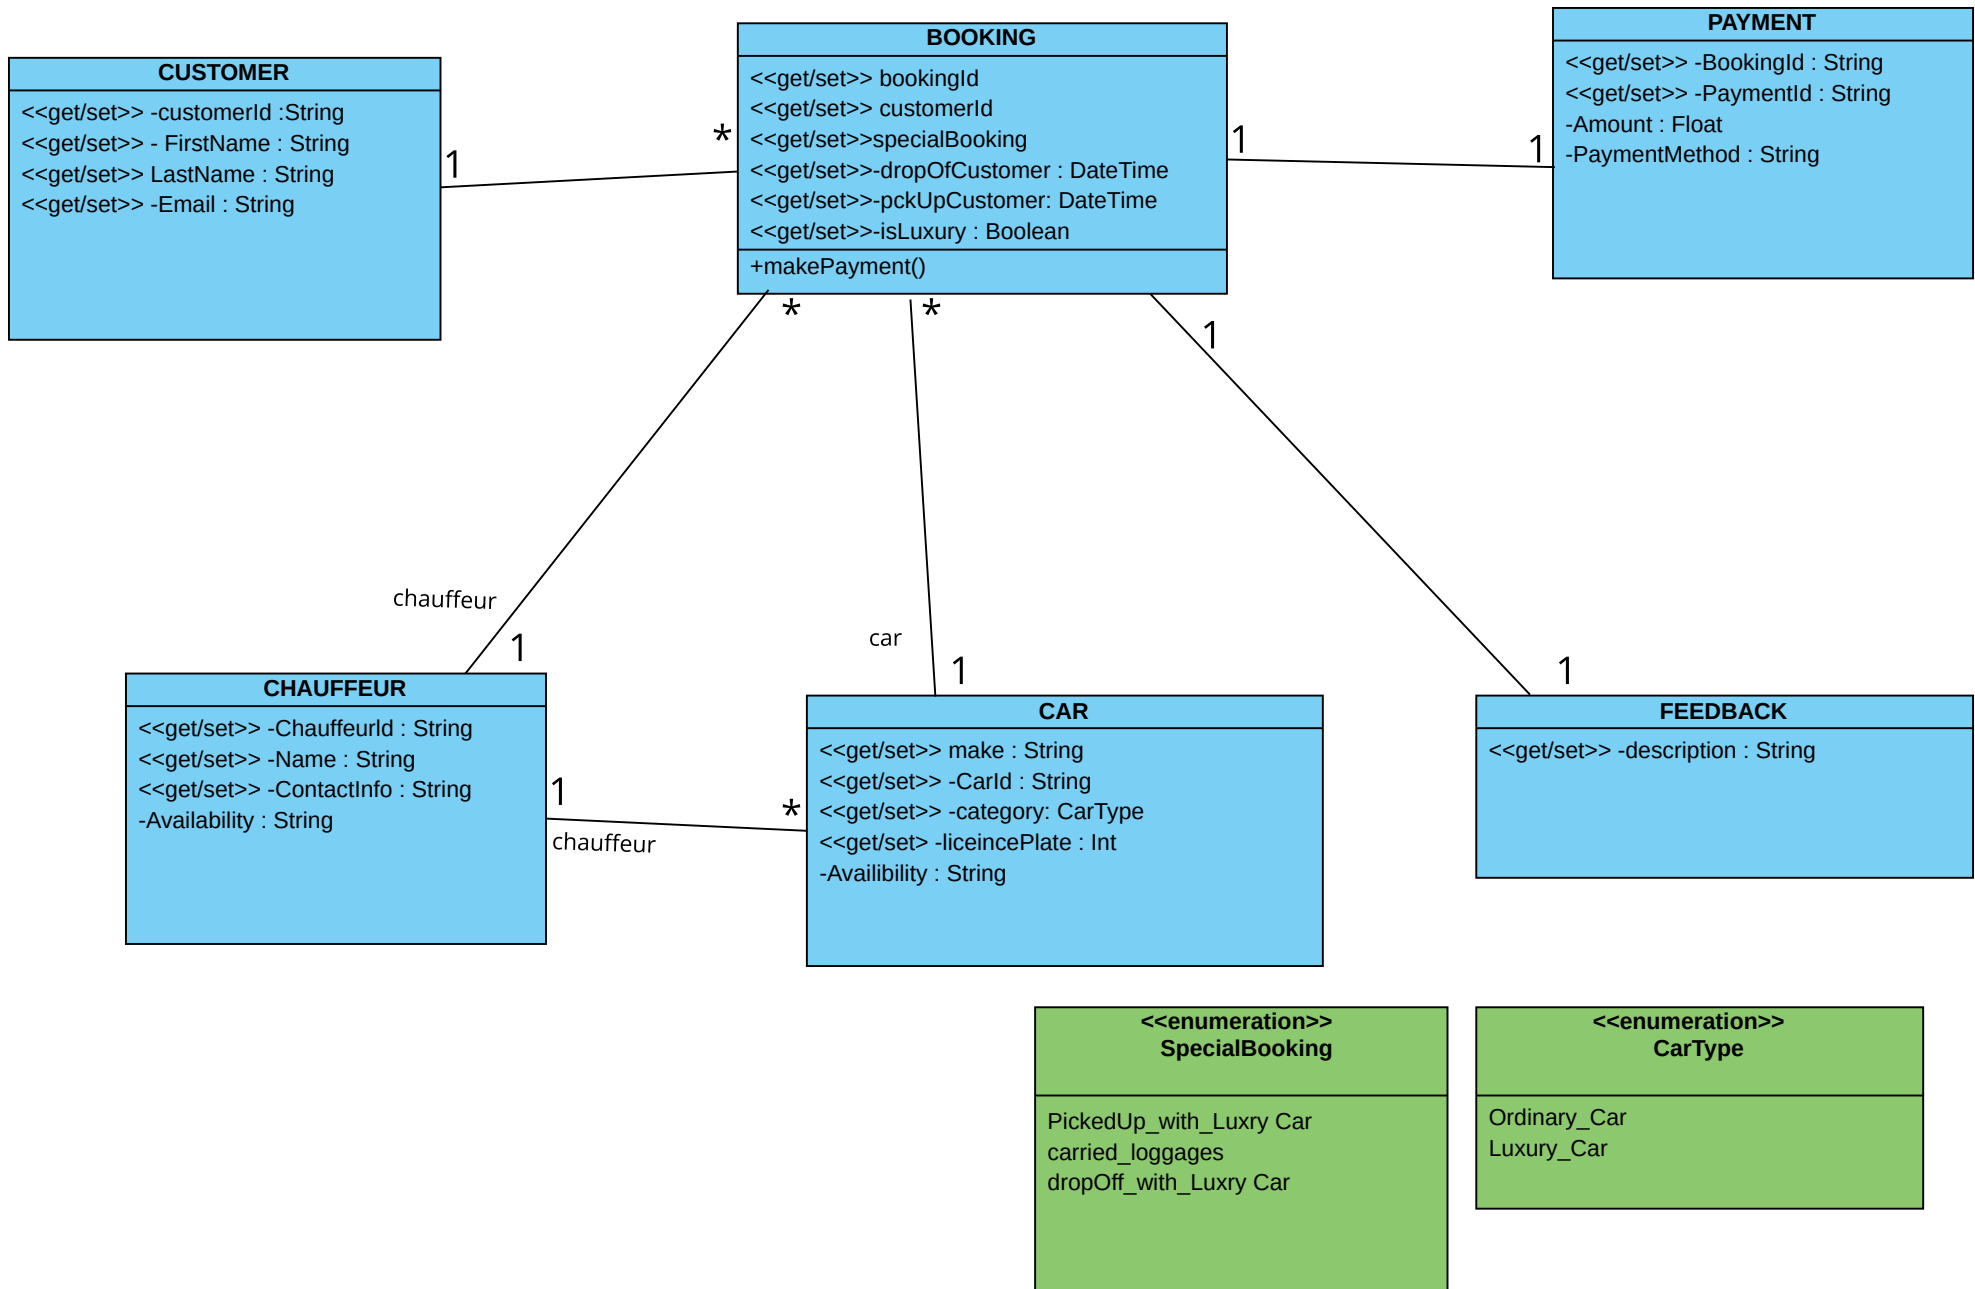 CUSTOMER
<<get/set>> -customerId :String
<<get/set>> - FirstName : String
<<get/set>> LastName : String
<<get/set>> -Email : String
1
*
BOOKING
<<get/set>> bookingId
<<get/set>> customerId
<<get/set>>specialBooking
<<get/set>>-dropOfCustomer : DateTime
<<get/set>>-pckUpCustomer: DateTime
<<get/set>>-isLuxury : Boolean
+makePayment()
1
1
PAYMENT
<<get/set>> -BookingId : String
<<get/set>> -PaymentId : String
-Amount : Float
-PaymentMethod : String
*
*
1
chauffeur
1
car
1
1
CHAUFFEUR
<<get/set>> -ChauffeurId : String
<<get/set>> -Name : String
<<get/set>> -ContactInfo : String
-Availability : String
1
chauffeur
*
CAR
<<get/set>> make : String
<<get/set>> -CarId : String
<<get/set>> -category: CarType
<<get/set> -liceincePlate : Int
-Availibility : String
FEEDBACK
<<get/set>> -description : String
<<enumeration>>
SpecialBooking
PickedUp_with_Luxry Car
carried_loggages
dropOff_with_Luxry Car
<<enumeration>>
CarType
Ordinary_Car
Luxury_Car